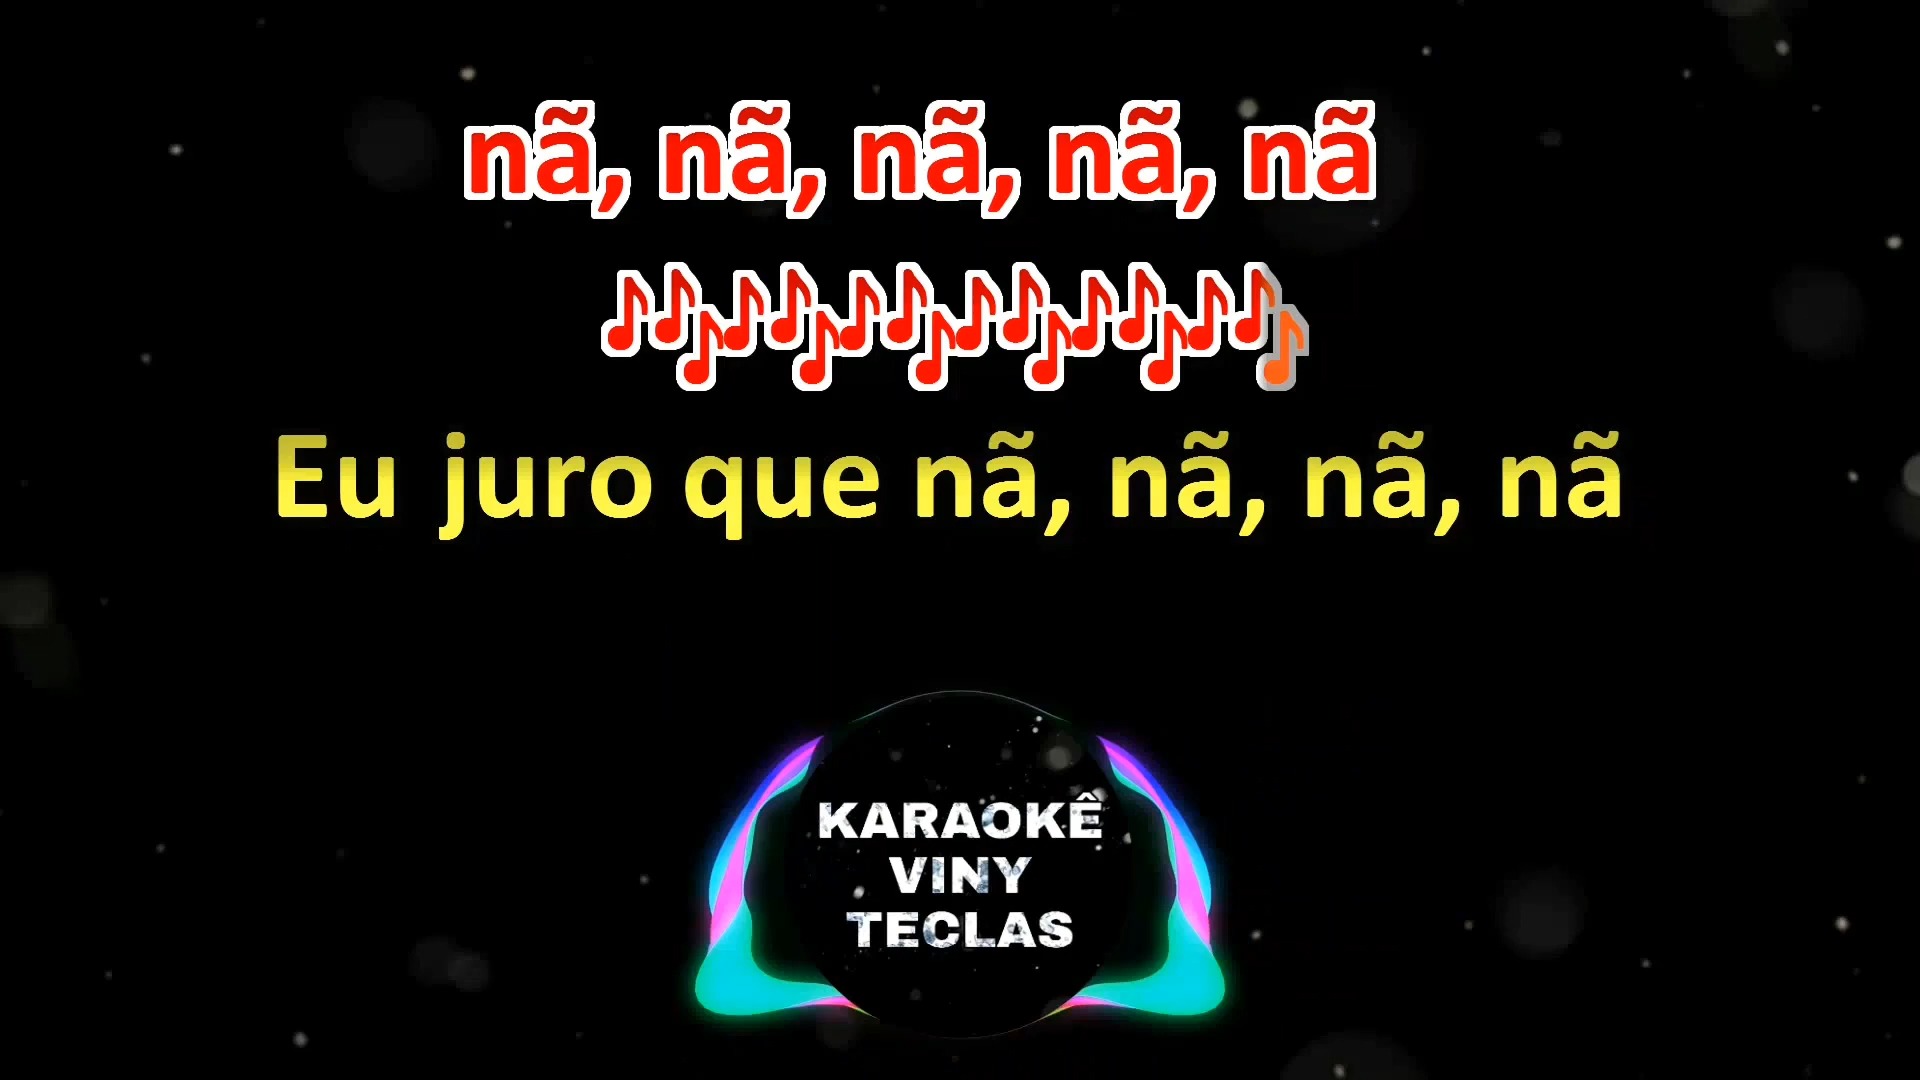 nã, nã, nã, nã, nã
♪♪♪♪♪♪♪♪♪♪♪♪♪♪♪♪♪♪
Eu juro que nã, nã, nã, nã
KARAOKÊ
VINY
TECLAS